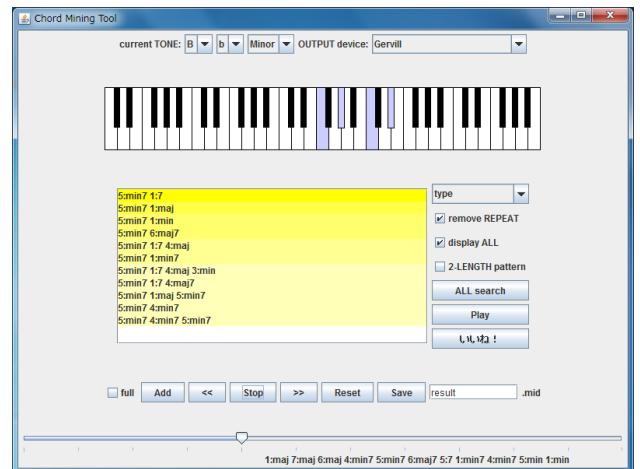 Chord Mining Tool
current TONE: B b Minor OUTPUT device: Gervill
5:min7 1:7
5:min7 1:maj
5:min7 1:min
5:min7 6:maj7
5:min7 1:7 4:maj
5:min7 1:min7
5:min7 1:7 4:maj 3:min
5:min7 1:7 4:maj7
5:min7 1:maj 5:min7
5:min7 4:min7
5:min7 4:min7 5:min7
type
remove REPEAT
display ALL
2-LENGTH pattern
ALL search
Play
いいね！
full Add << Stop >> Reset Save result .mid
1:maj 7:maj 6:maj 4:min7 5:min7 6:maj7 5:7 1:min7 4:min7 5:min 1:min